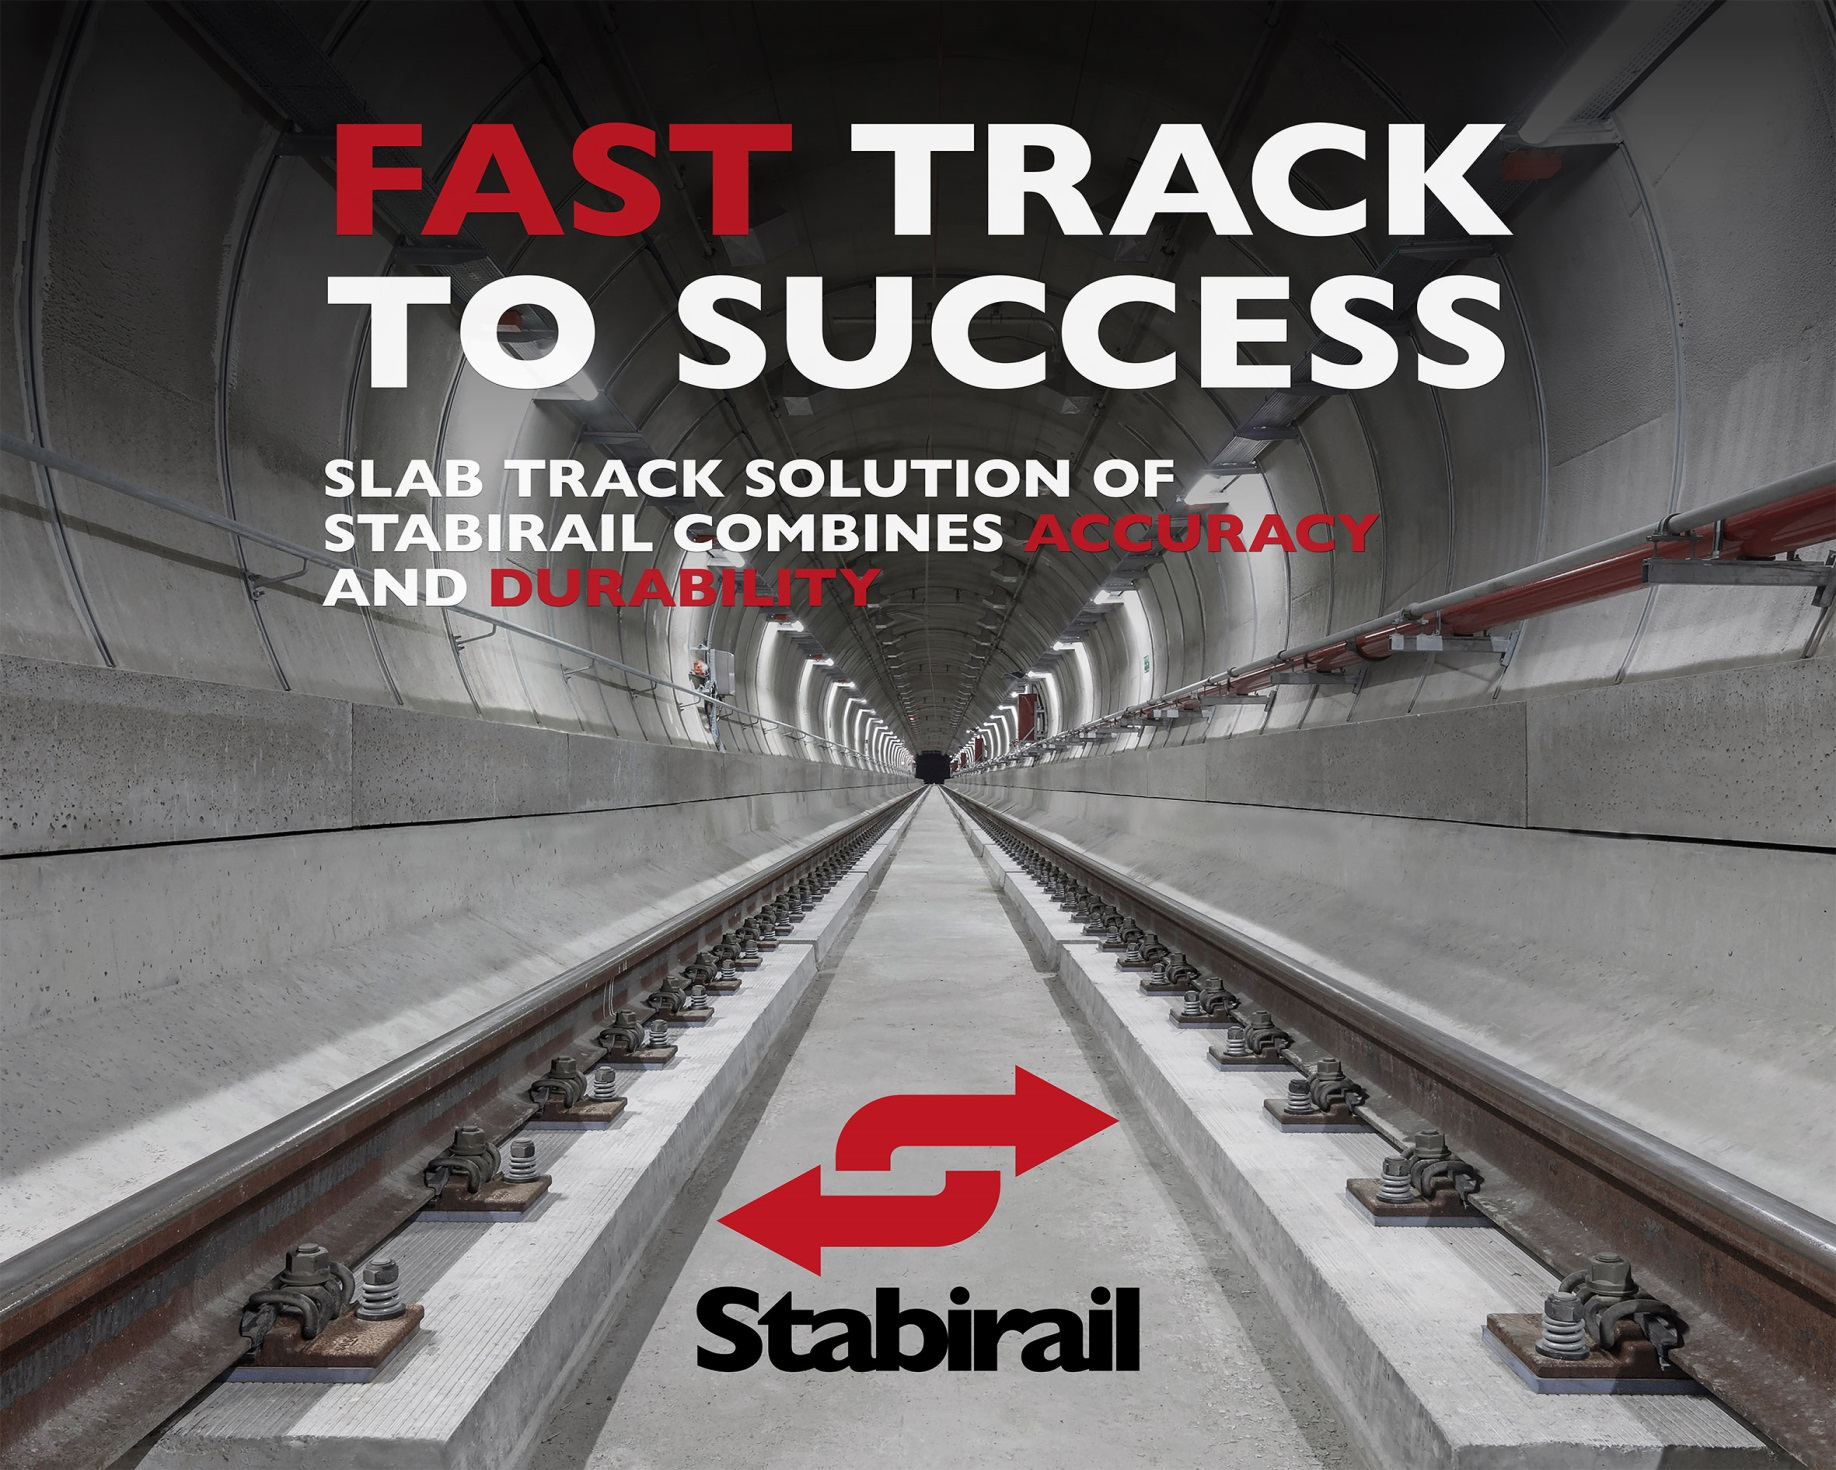 FAST TRACK
TO SUCCESS
SLAB TRACK SOLUTION OF
STABIRAIL COMBINES ACCURACY
AND DURABILITY
Stabirail